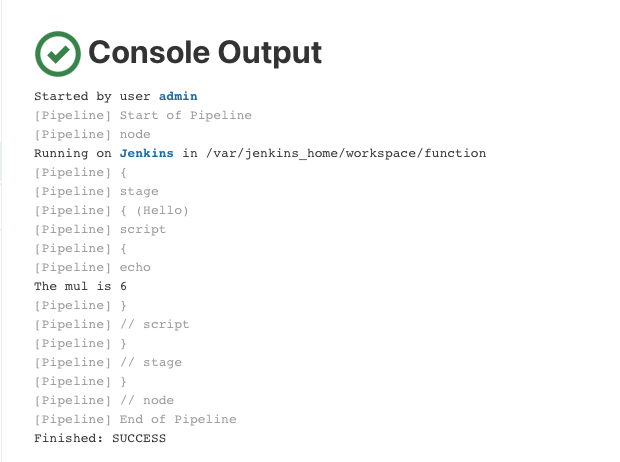 Console Output
Started by user admin
[Pipeline] Start of Pipeline
[Pipeline] node
Running on Jenkins in /var/jenkins_home/workspace/function
[Pipeline] {
[Pipeline] stage
[Pipeline] { (Hello)
[Pipeline] script
[Pipeline] {
[Pipeline] echo
The mul is 6
[Pipeline] }
[Pipeline] // script
[Pipeline] }
[Pipeline] // stage
[Pipeline] }
[Pipeline] // node
[Pipeline] End of Pipeline
Finished: SUCCESS